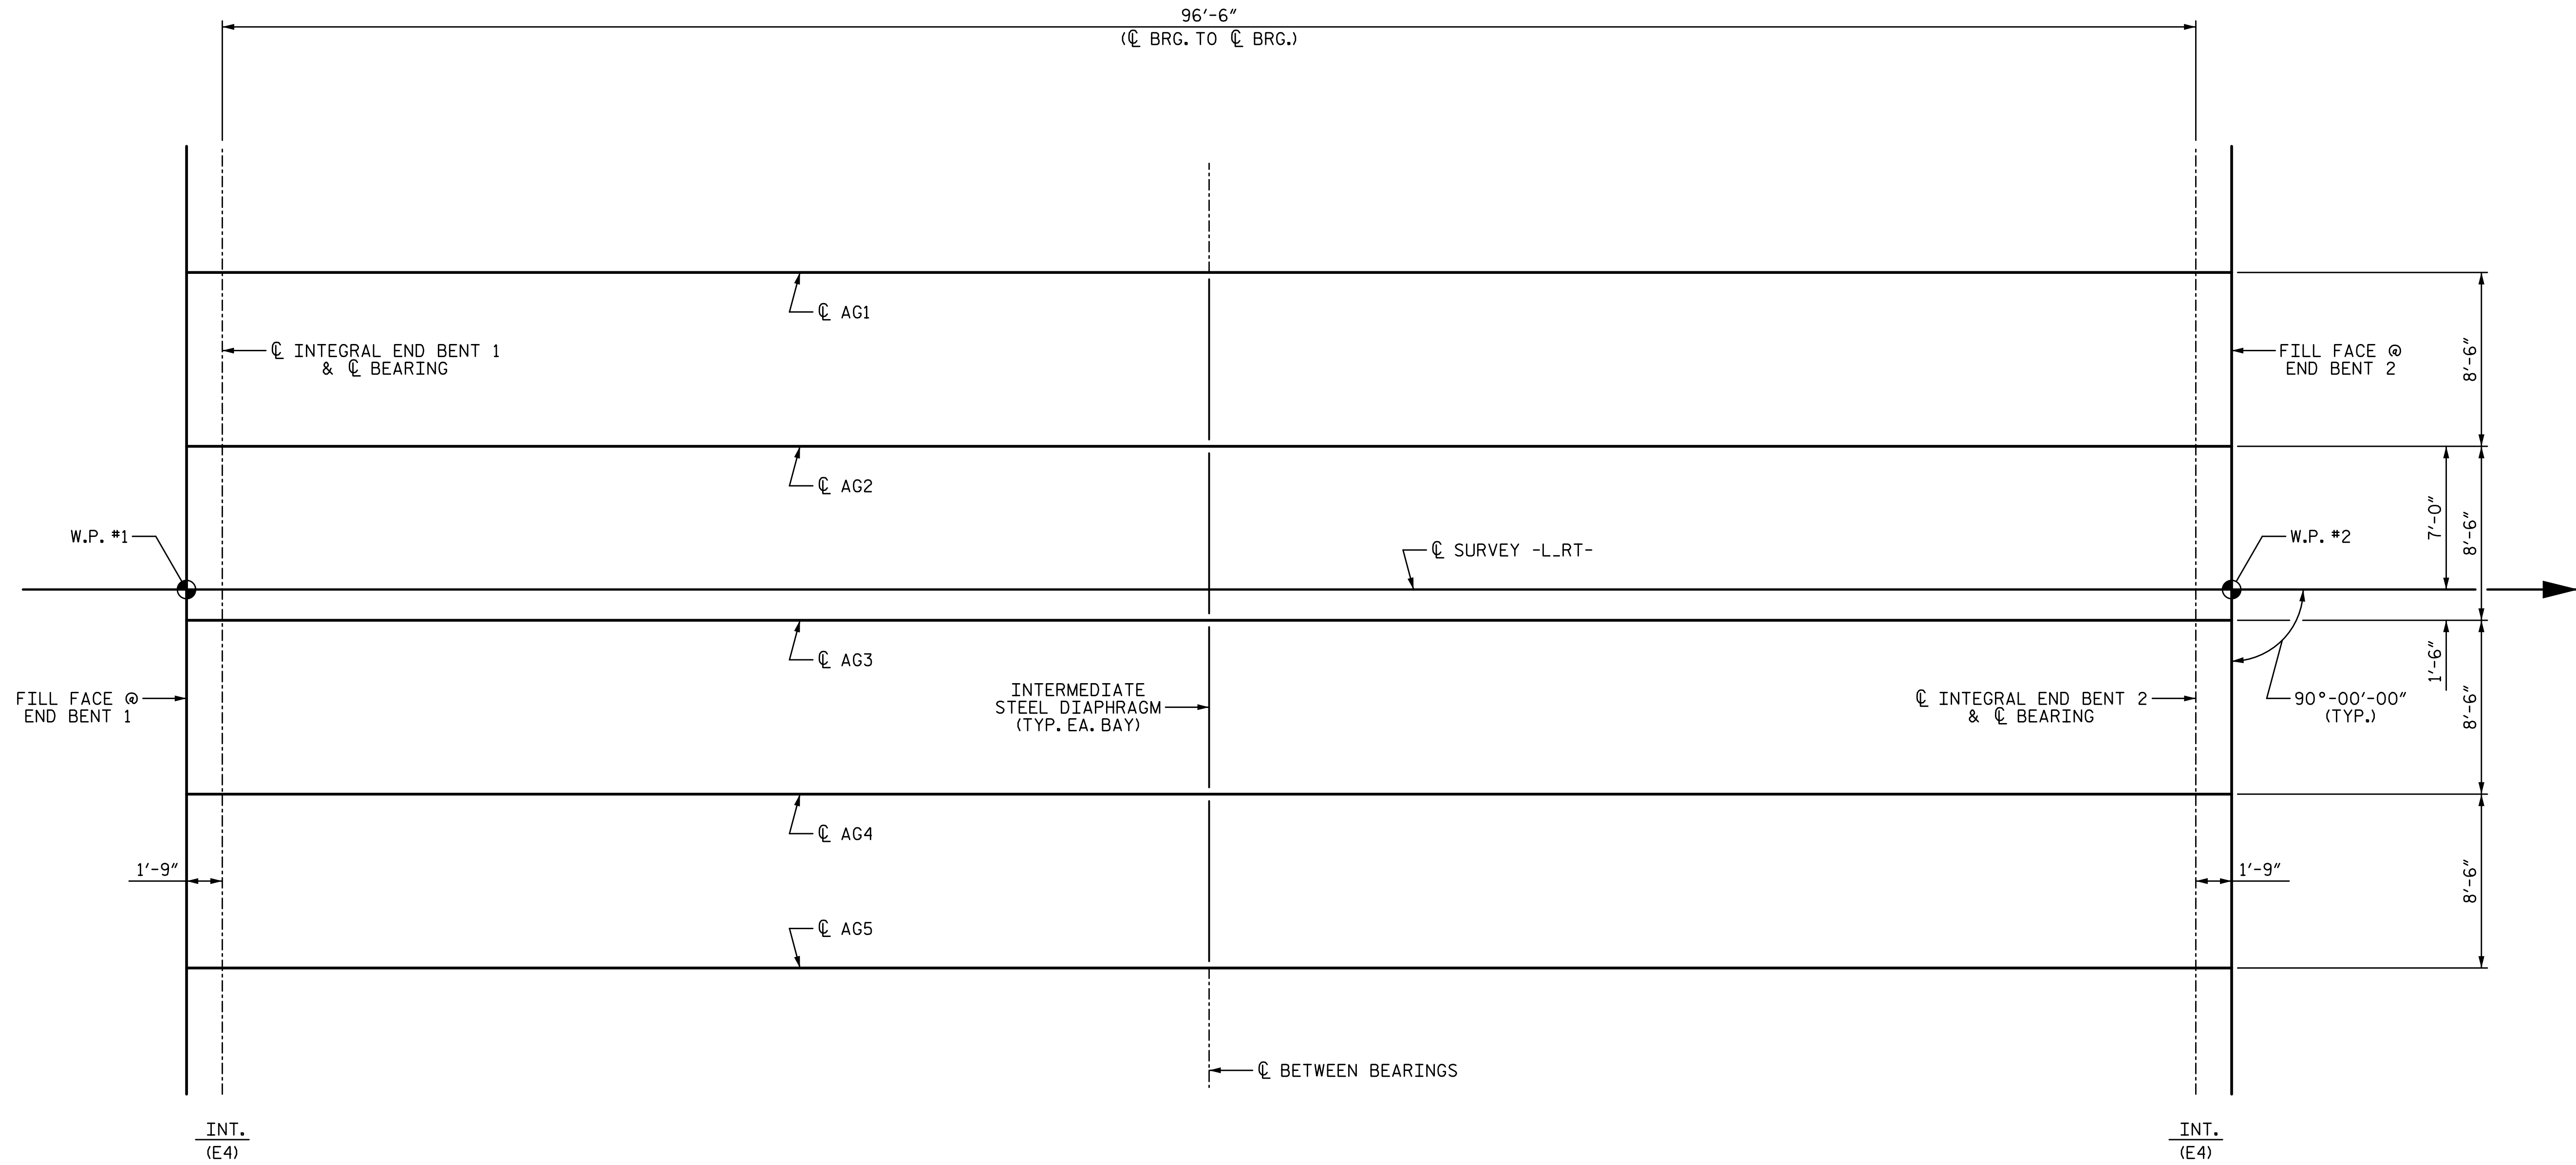 96'-6"
(℄ BRG. TO ℄ BRG.)
℄ AG1
℄ INTEGRAL END BENT 1
& ℄ BEARING
FILL FACE @
END BENT 2
8'-6"
℄ AG2
W.P. #1
℄ SURVEY -L_RT-
W.P. #2
7'-0"
8'-6"
℄ AG3
1'-6"
FILL FACE @
END BENT 1
INTERMEDIATE
STEEL DIAPHRAGM
(TYP. EA. BAY)
℄ INTEGRAL END BENT 2
& ℄ BEARING
90°-00'-00"
(TYP.)
8'-6"
℄ AG4
1'-9"
1'-9"
8'-6"
℄ AG5
℄ BETWEEN BEARINGS
INT.
(E4)
INT.
(E4)